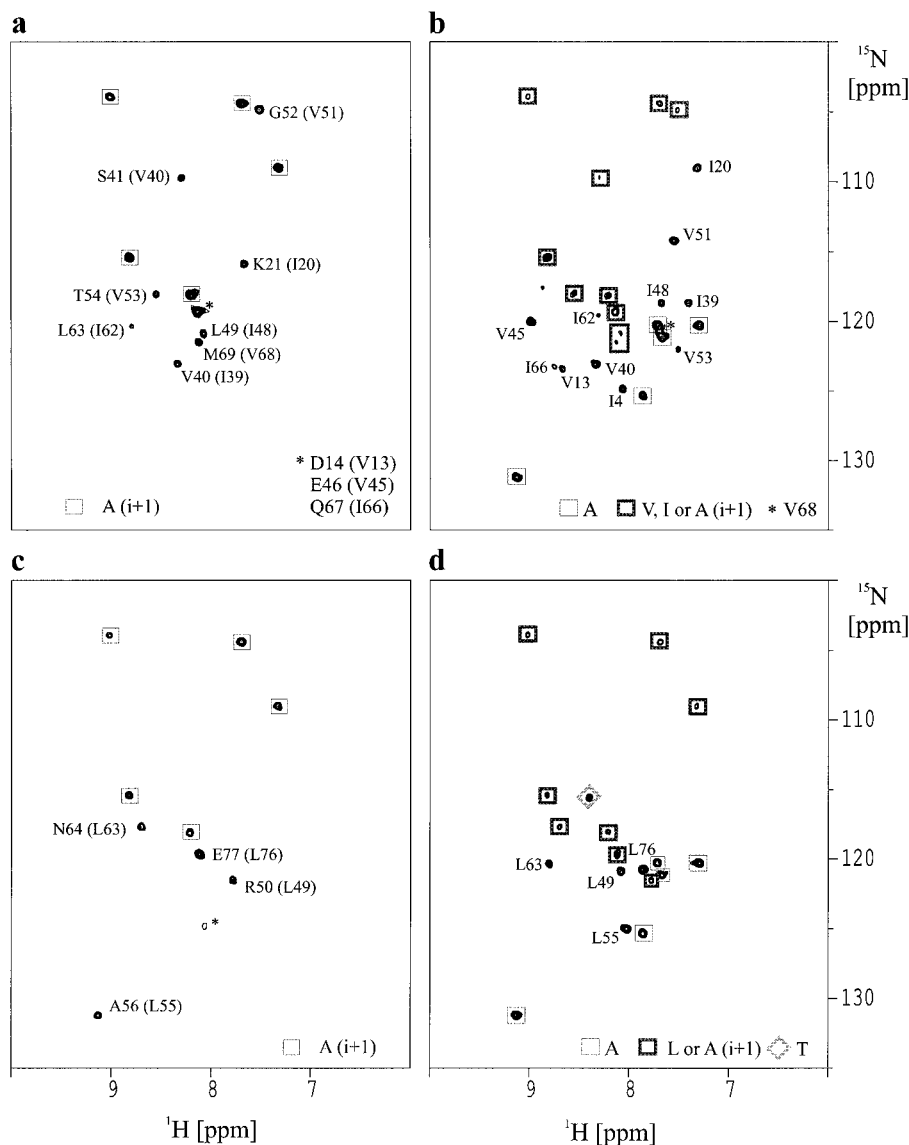 a
G52 (V51)
S41 (V40)
K21 (I20)
T54 (V53)
*
L63 (I62)
L49 (I48)
M69 (V68)
V40 (I39)
* D14 (V13)
E46 (V45)
Q67 (I66)
A (i+1)
b
15N
[ppm]
110
I20
V51
I48
I39
I62
120
V45
*
V53
I66
V13
V40
I4
130
A
V, I or A (i+1)
* V68
c
N64 (L63)
E77 (L76)
R50 (L49)
*
A56 (L55)
A (i+1)
9
8
7
1H [ppm]
d
15N
[ppm]
110
L76
L63
L49
120
L55
130
A
L or A (i+1)
T
9
8
7
1H [ppm]